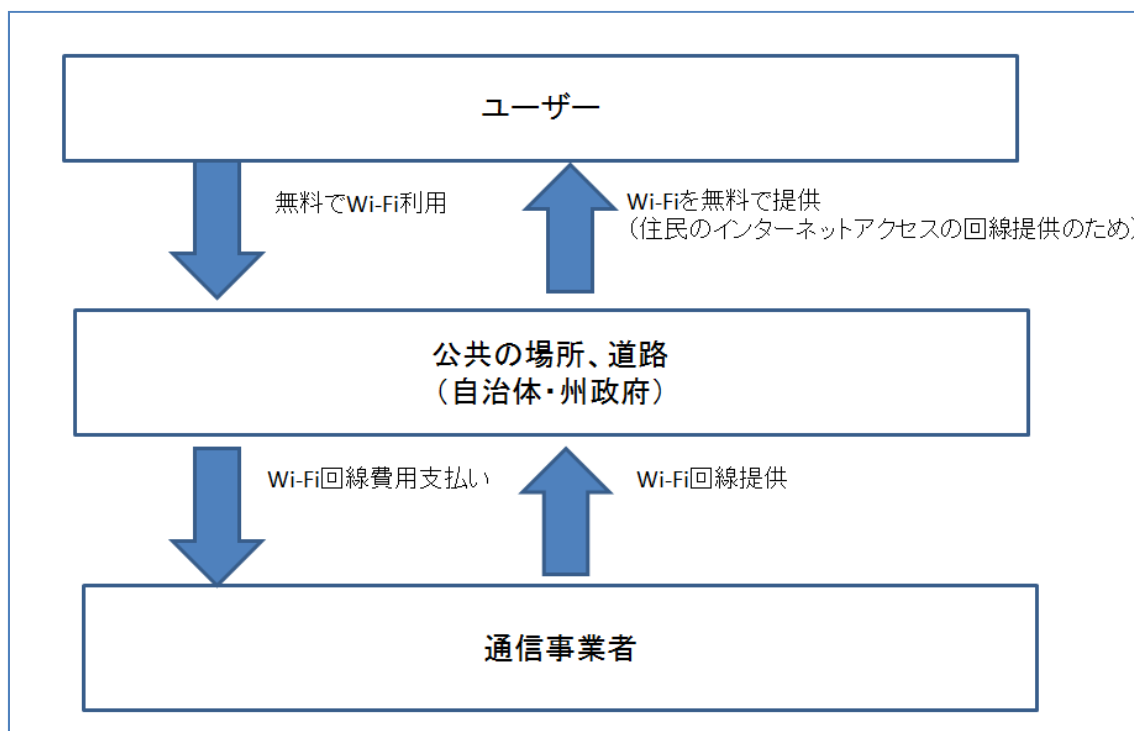 ユーザー
無料でWi-Fi利用
Wi-Fiを無料で提供
（住民のインターネットアクセスの回線提供のため）
公共の場所、道路
（自治体・州政府）
Wi-Fi回線費用支払い
Wi-Fi回線提供
通信事業者